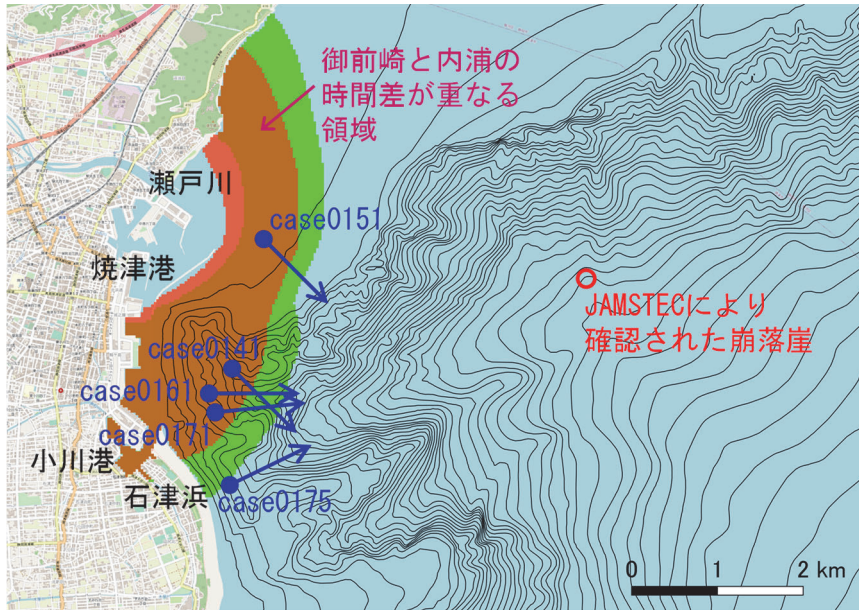 御前崎と内浦の
時間差が重なる
領域
瀬戸川
case0151
焼津港
JAMSTECにより
確認された崩落崖
case0141
case0161
case0171
小川港
石津浜
case0175
0 1 2 km